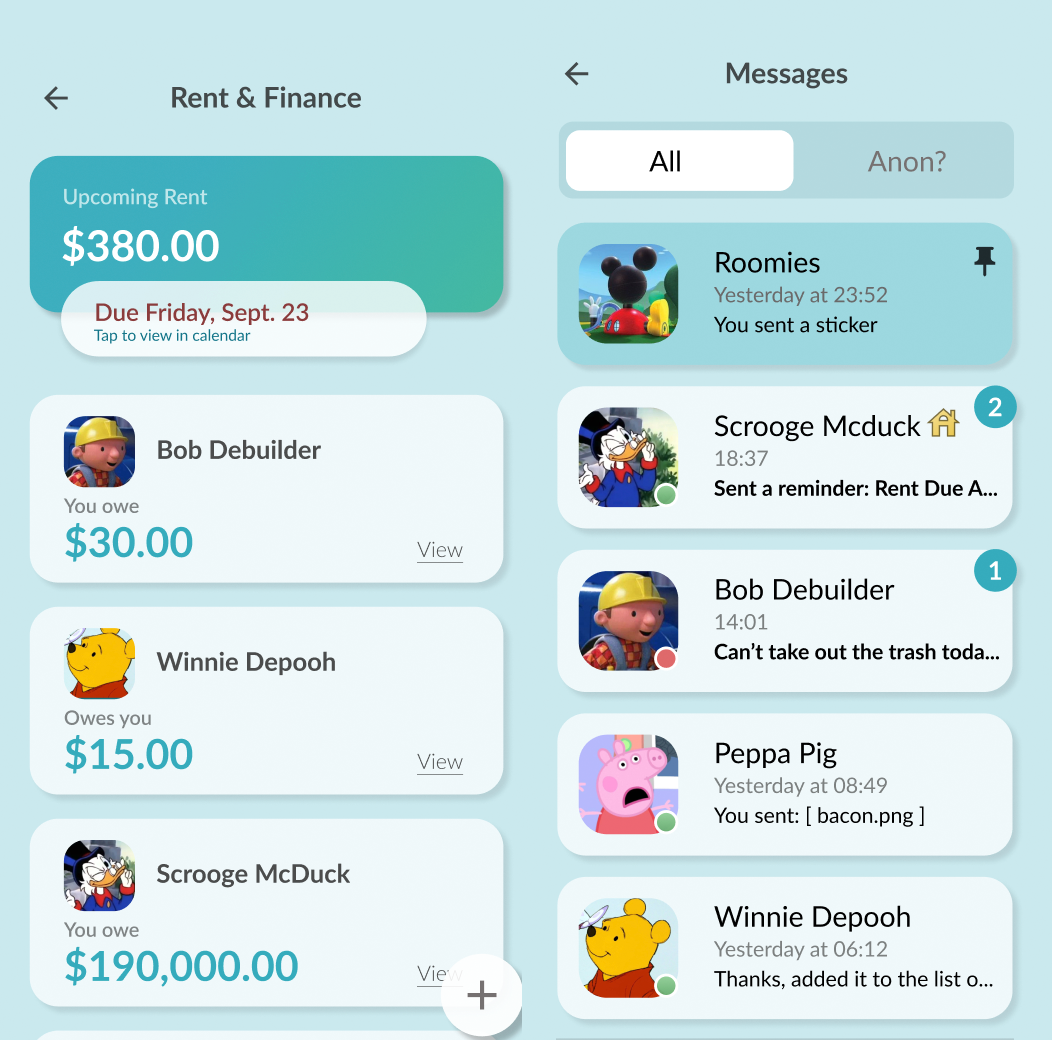 Rent & Finance
Upcoming Rent
$380.00
Due Friday, Sept. 23
Tap to view in calendar
Bob Debuilder
You owe
$30.00
View
Winnie Depooh
Owes you
$15.00
View
Scrooge McDuck
You owe
$190,000.00
View
Messages
All
Anon?
Roomies
Yesterday at 23:52
You sent a sticker
2
Scrooge Mcduck
18:37
Sent a reminder: Rent Due A...
1
Bob Debuilder
14:01
Can’t take out the trash toda...
Peppa Pig
Yesterday at 08:49
You sent: [ bacon.png ]
Winnie Depooh
Yesterday at 06:12
Thanks, added it to the list o...